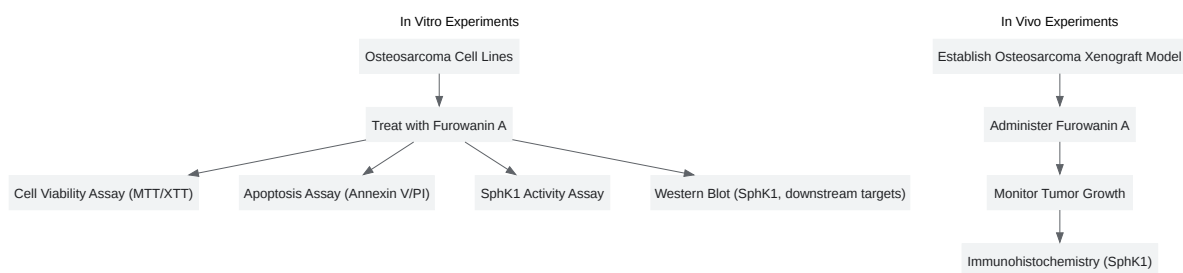 In Vitro Experiments
Osteosarcoma Cell Lines
Treat with Furowanin A
Cell Viability Assay (MTT/XTT)
Apoptosis Assay (Annexin V/PI)
SphK1 Activity Assay
Western Blot (SphK1, downstream targets)
In Vivo Experiments
Establish Osteosarcoma Xenograft Model
Administer Furowanin A
Monitor Tumor Growth
Immunohistochemistry (SphK1)